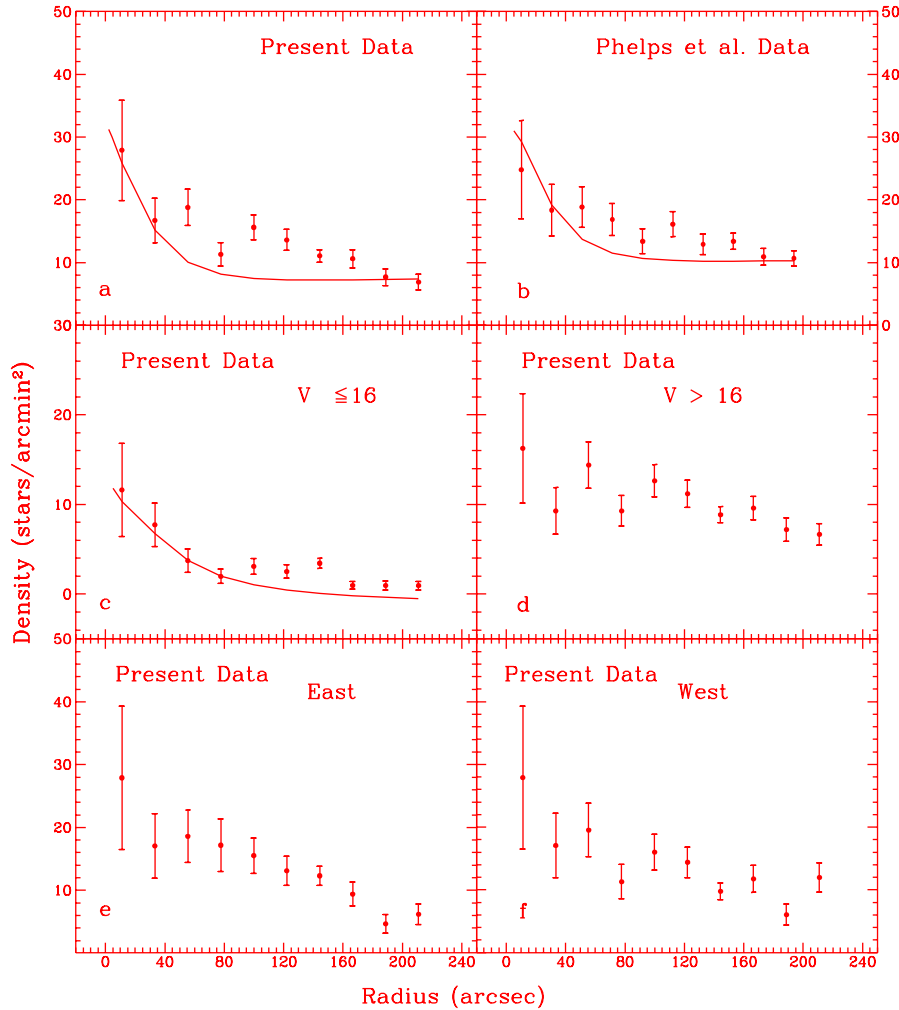 Present Data
Phelps et al. Data
50
40
30
20
10
30
a
50
40
30
20
10
0
b
Present Data
V ≦16
20
10
0
50
c
Present Data
V > 16
d
Present Data
East
40
30
20
10
e
Present Data
West
f
0 40 80 120 160 200 240
0 40 80 120 160 200 240
Radius (arcsec)
Density (stars/arcmin²)